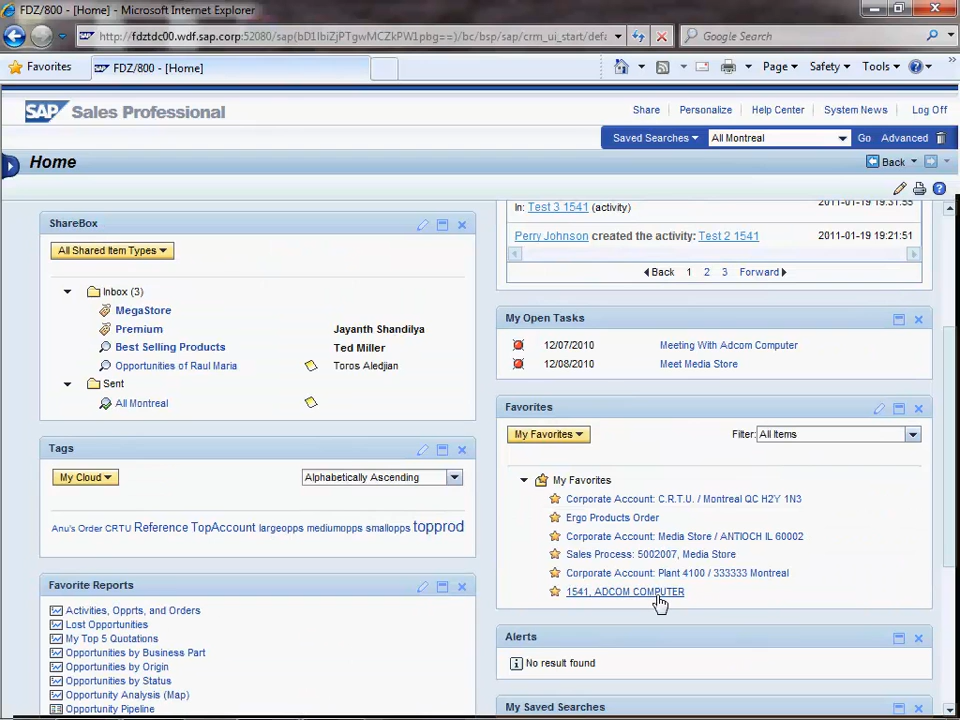 FDZ/800 - [Home] - Microsoft Internet Explorer
Favorites FDZ/800 - [Home] Page Safety Tools
Google Search
SAP Sales Professional
Share Personalize Help Center System News Log Off
Saved Searches All Montreal Go Advanced
Home
Back
ShareBox
All Shared Item Types
Inbox (3)
MegaStore
Premium Jayanth Shandilya
Best Selling Products Ted Miller
Opportunities of Raul Maria Toros Aledjian
Sent
All Montreal
Tags
My Cloud Alphabetically Ascending
Anu's Order CRTU Reference TopAccount largeopps mediumopps smallopps topprod
Favorite Reports
Activities, Opprts, and Orders
Lost Opportunities
My Top 5 Quotations
Opportunities by Business Part
Opportunities by Origin
Opportunities by Status
Opportunity Analysis (Map)
Opportunity Pipeline
In: Test 3 1541 (activity) 2011-01-19 19:31:55
Perry Johnson created the activity: Test 2 1541 2011-01-19 19:21:51
Back 1 2 3 Forward
My Open Tasks
12/07/2010 Meeting With Adcom Computer
12/08/2010 Meet Media Store
Favorites
My Favorites Filter: All Items
My Favorites
Corporate Account: C.R.T.U. / Montreal QC H2Y 1N3
Ergo Products Order
Corporate Account: Media Store / ANTIOCH IL 60002
Sales Process: 5002007, Media Store
Corporate Account: Plant 4100 / 333333 Montreal
1541, ADCOM COMPUTER
Alerts
No result found
My Saved Searches